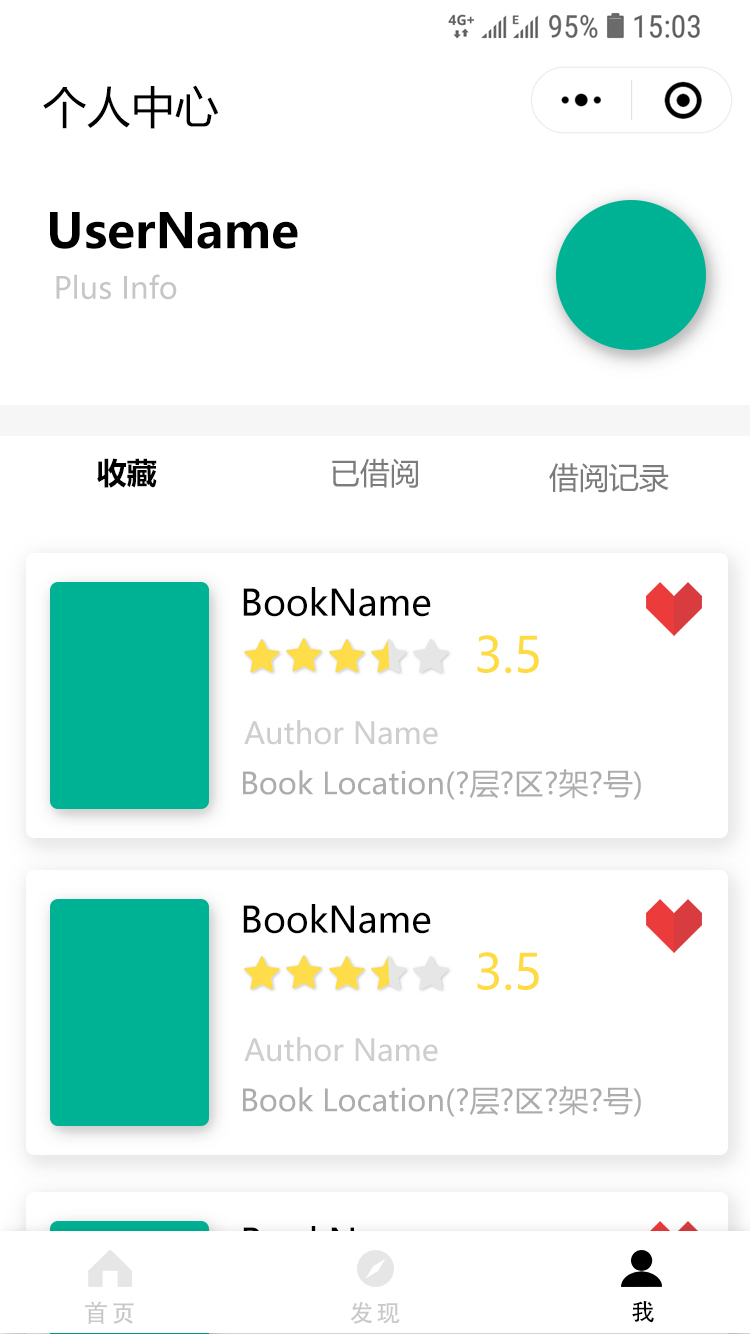 4G+ E 95% 15:03
个人中心
UserName
Plus Info
收藏 已借阅 借阅记录
BookName
3.5
Author Name
Book Location(?层?区?架?号)
BookName
3.5
Author Name
Book Location(?层?区?架?号)
首页 发现 我